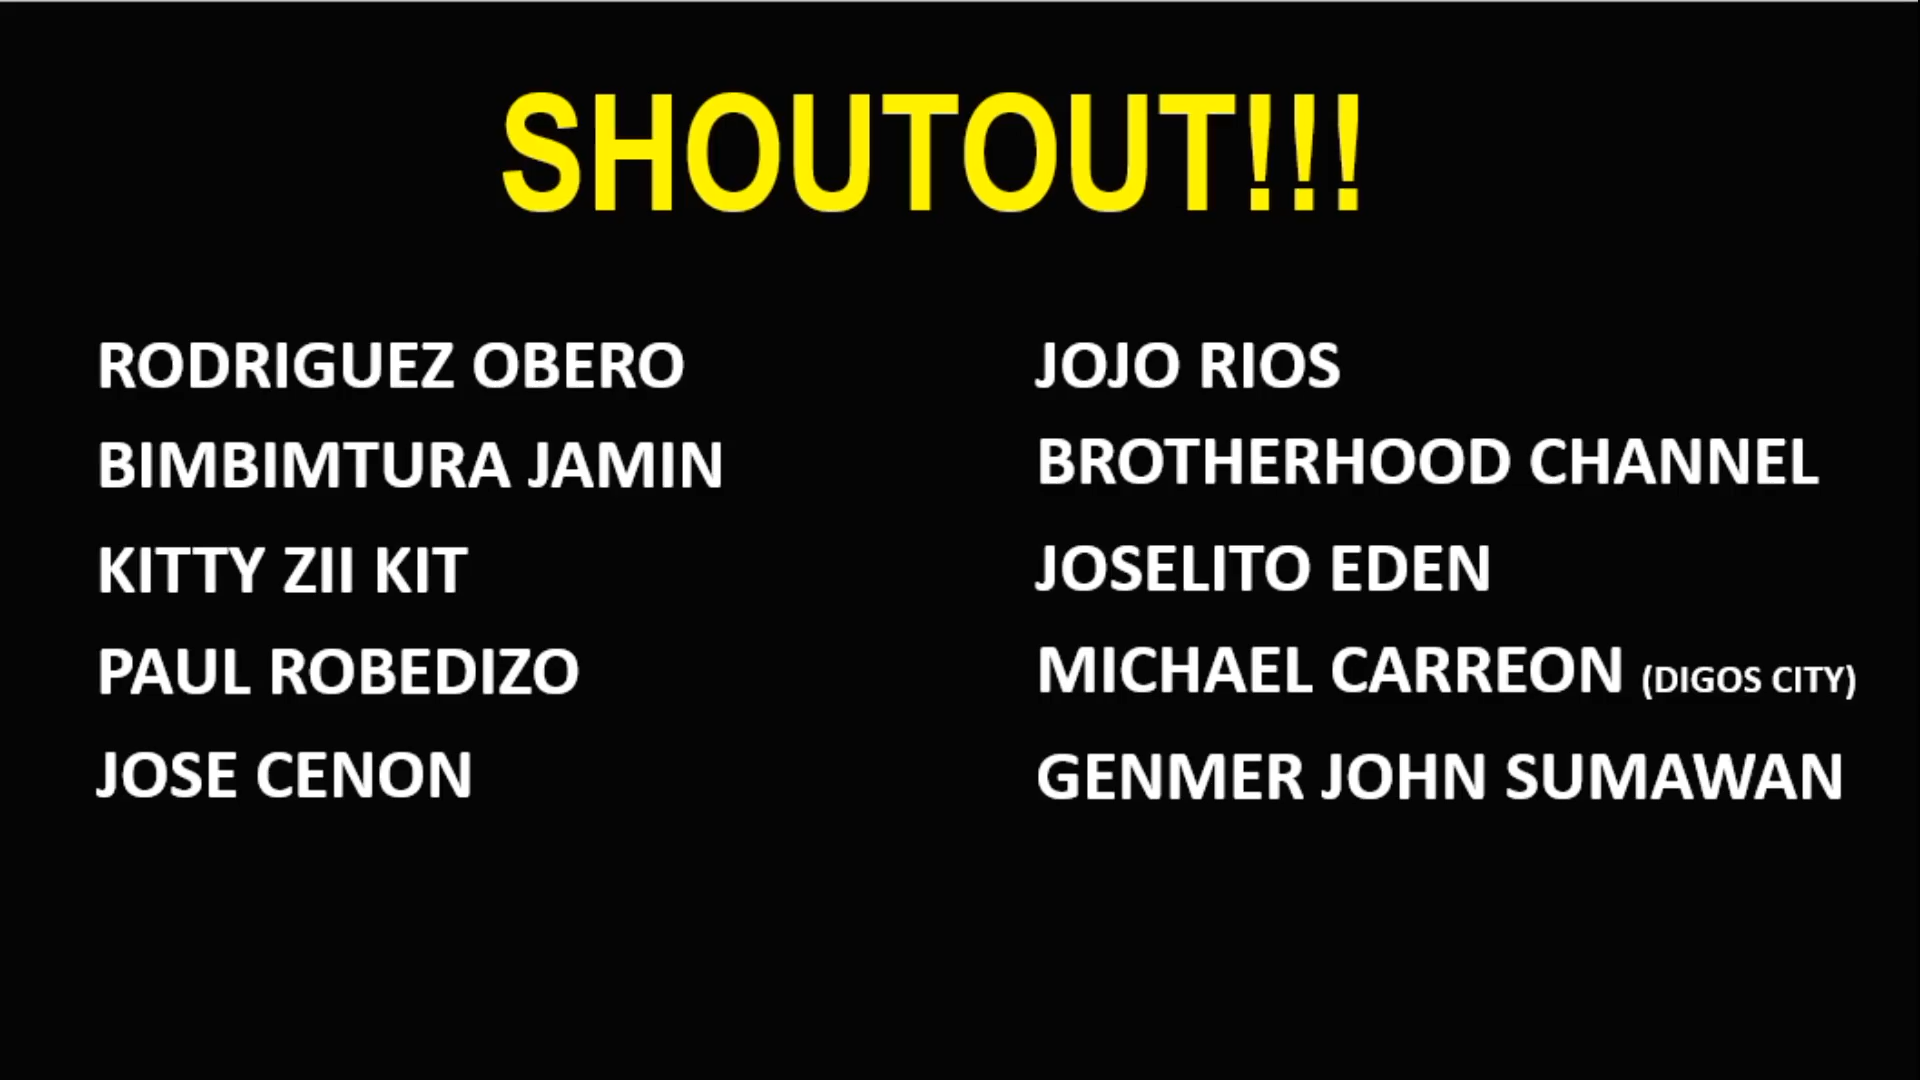 SHOUTOUT!!!
RODRIGUEZ OBERO
BIMBIMTURA JAMIN
KITTY ZII KIT
PAUL ROBEDIZO
JOSE CENON
JOJO RIOS
BROTHERHOOD CHANNEL
JOSELITO EDEN
MICHAEL CARREON (DIGOS CITY)
GENMER JOHN SUMAWAN